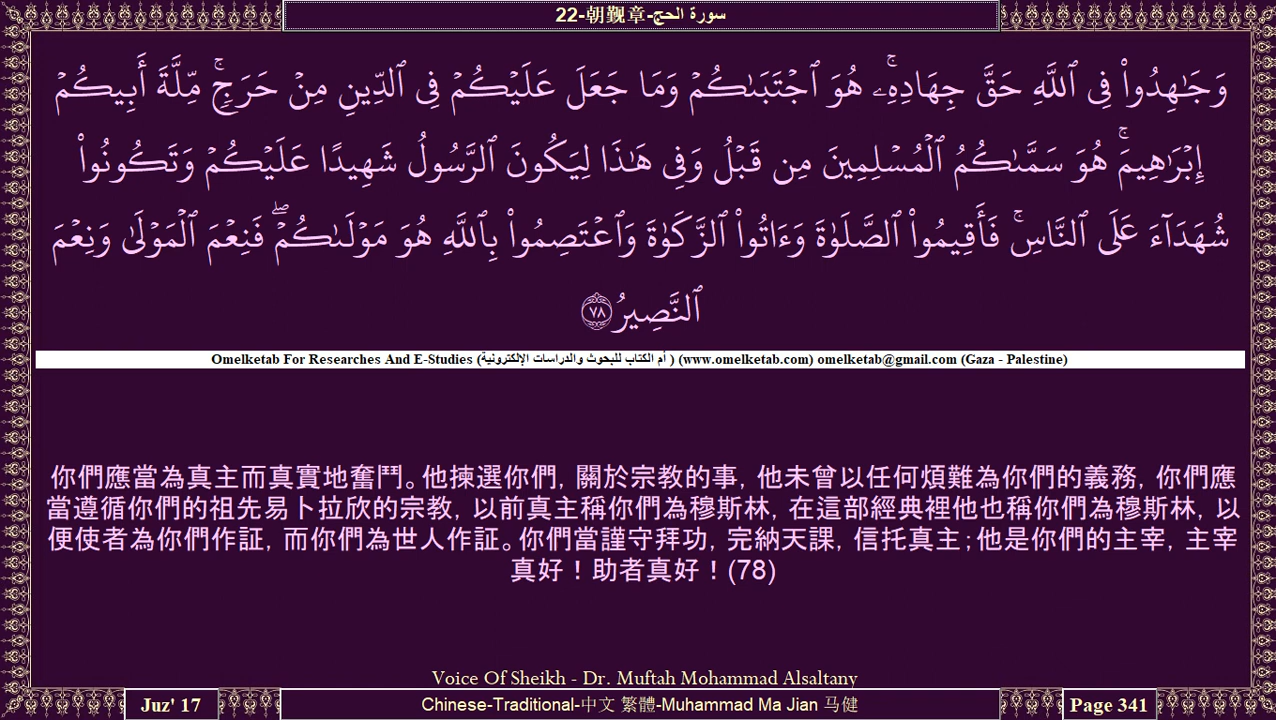 22-朝觐章-سورة الحج
وَجَـٰهِدُوا۟ فِى ٱللَّهِ حَقَّ جِهَادِهِۦ ۚ هُوَ ٱجْتَبَىٰكُمْ وَمَا جَعَلَ عَلَيْكُمْ فِى ٱلدِّينِ مِنْ حَرَجٍ ۚ مِّلَّةَ أَبِيكُمْ
إِبْرَٰهِيمَ ۚ هُوَ سَمَّىٰكُمُ ٱلْمُسْلِمِينَ مِن قَبْلُ وَفِى هَـٰذَا لِيَكُونَ ٱلرَّسُولُ شَهِيدًا عَلَيْكُمْ وَتَكُونُوا۟
شُهَدَآءَ عَلَى ٱلنَّاسِ ۚ فَأَقِيمُوا۟ ٱلصَّلَوٰةَ وَءَاتُوا۟ ٱلزَّكَوٰةَ وَٱعْتَصِمُوا۟ بِٱللَّهِ هُوَ مَوْلَىٰكُمْ ۖ فَنِعْمَ ٱلْمَوْلَىٰ وَنِعْمَ
ٱلنَّصِيرُ ٧٨
Omelketab For Researches And E-Studies (أم الكتاب للبحوث والدراسات الإلكترونية ) (www.omelketab.com) omelketab@gmail.com (Gaza - Palestine)
你們應當為真主而真實地奮鬥。他揀選你們, 關於宗教的事, 他未曾以任何煩難為你們的義務, 你們應
當遵循你們的祖先易卜拉欣的宗教, 以前真主稱你們為穆斯林, 在這部經典裡他也稱你們為穆斯林, 以
便使者為你們作証, 而你們為世人作証。你們當謹守拜功, 完納天課, 信托真主;他是你們的主宰, 主宰
真好！助者真好！(78)
Voice Of Sheikh - Dr. Muftah Mohammad Alsaltany
Juz' 17
Chinese-Traditional-中文 繁體-Muhammad Ma Jian 马健
Page 341